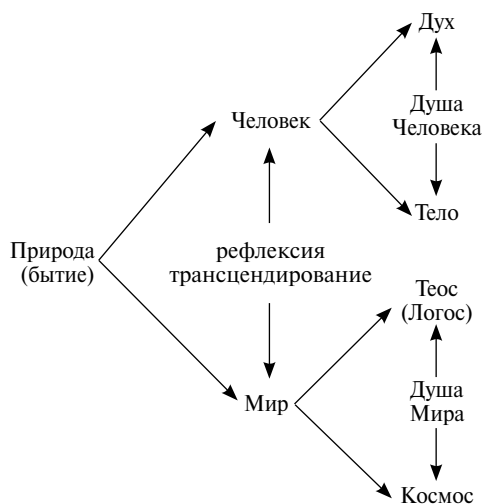 Дух
Душа
Человека
Человек
Тело
Природа
(бытие)
рефлексия
трансцендирование
Теос
(Логос)
Мир
Душа
Мира
Космос